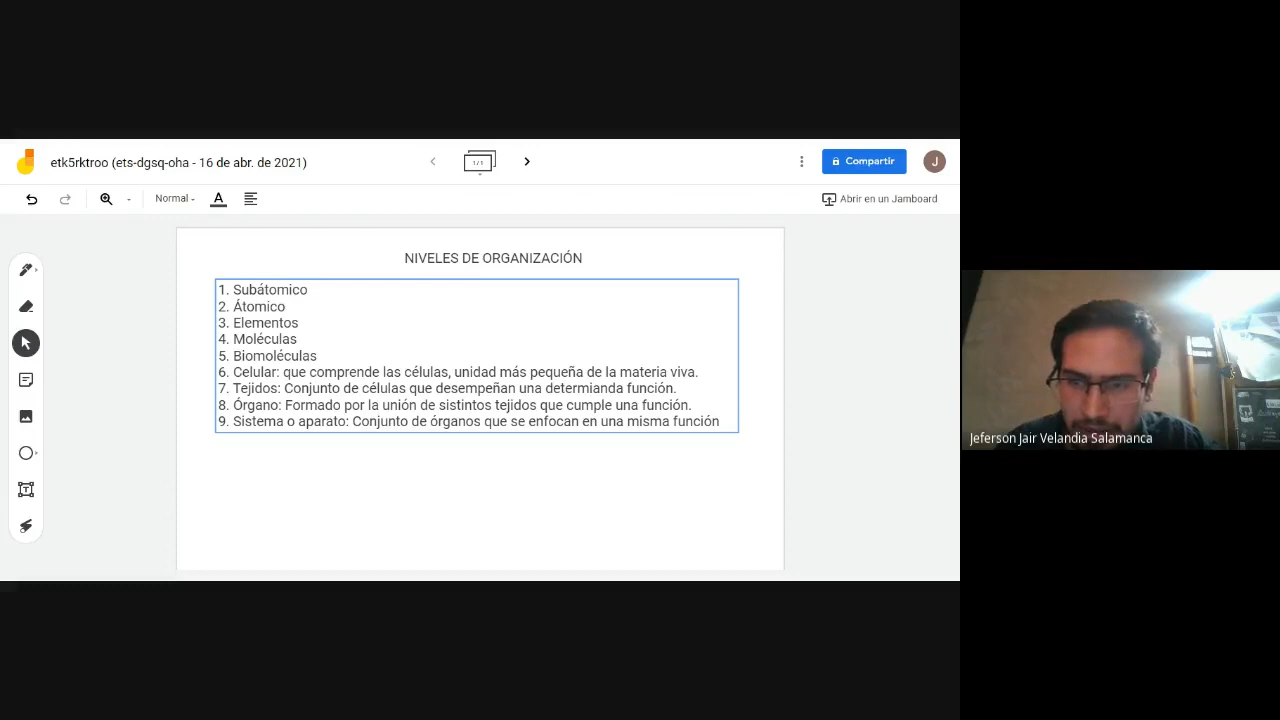 etk5rktroo (ets-dgsq-oha - 16 de abr. de 2021)
1/1
Compartir
J
Normal
A
Abrir en un Jamboard
NIVELES DE ORGANIZACIÓN
1. Subátomico
2. Átomico
3. Elementos
4. Moléculas
5. Biomoléculas
6. Celular: que comprende las células, unidad más pequeña de la materia viva.
7. Tejidos: Conjunto de células que desempeñan una determianda función.
8. Órgano: Formado por la unión de sistintos tejidos que cumple una función.
9. Sistema o aparato: Conjunto de órganos que se enfocan en una misma función
Jeferson Jair Velandia Salamanca